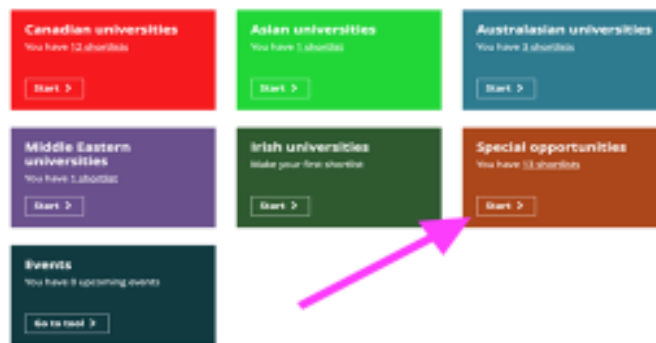 Canadian universities
You have 12 shortlists
Start >
Asian universities
You have 1 shortlist
Start >
Australasian universities
You have 3 shortlists
Start >
Middle Eastern
universities
You have 1 shortlist
Start >
Irish universities
Make your first shortlist
Start >
Special opportunities
You have 13 shortlists
Start >
Events
You have 0 upcoming events
Go to tool >